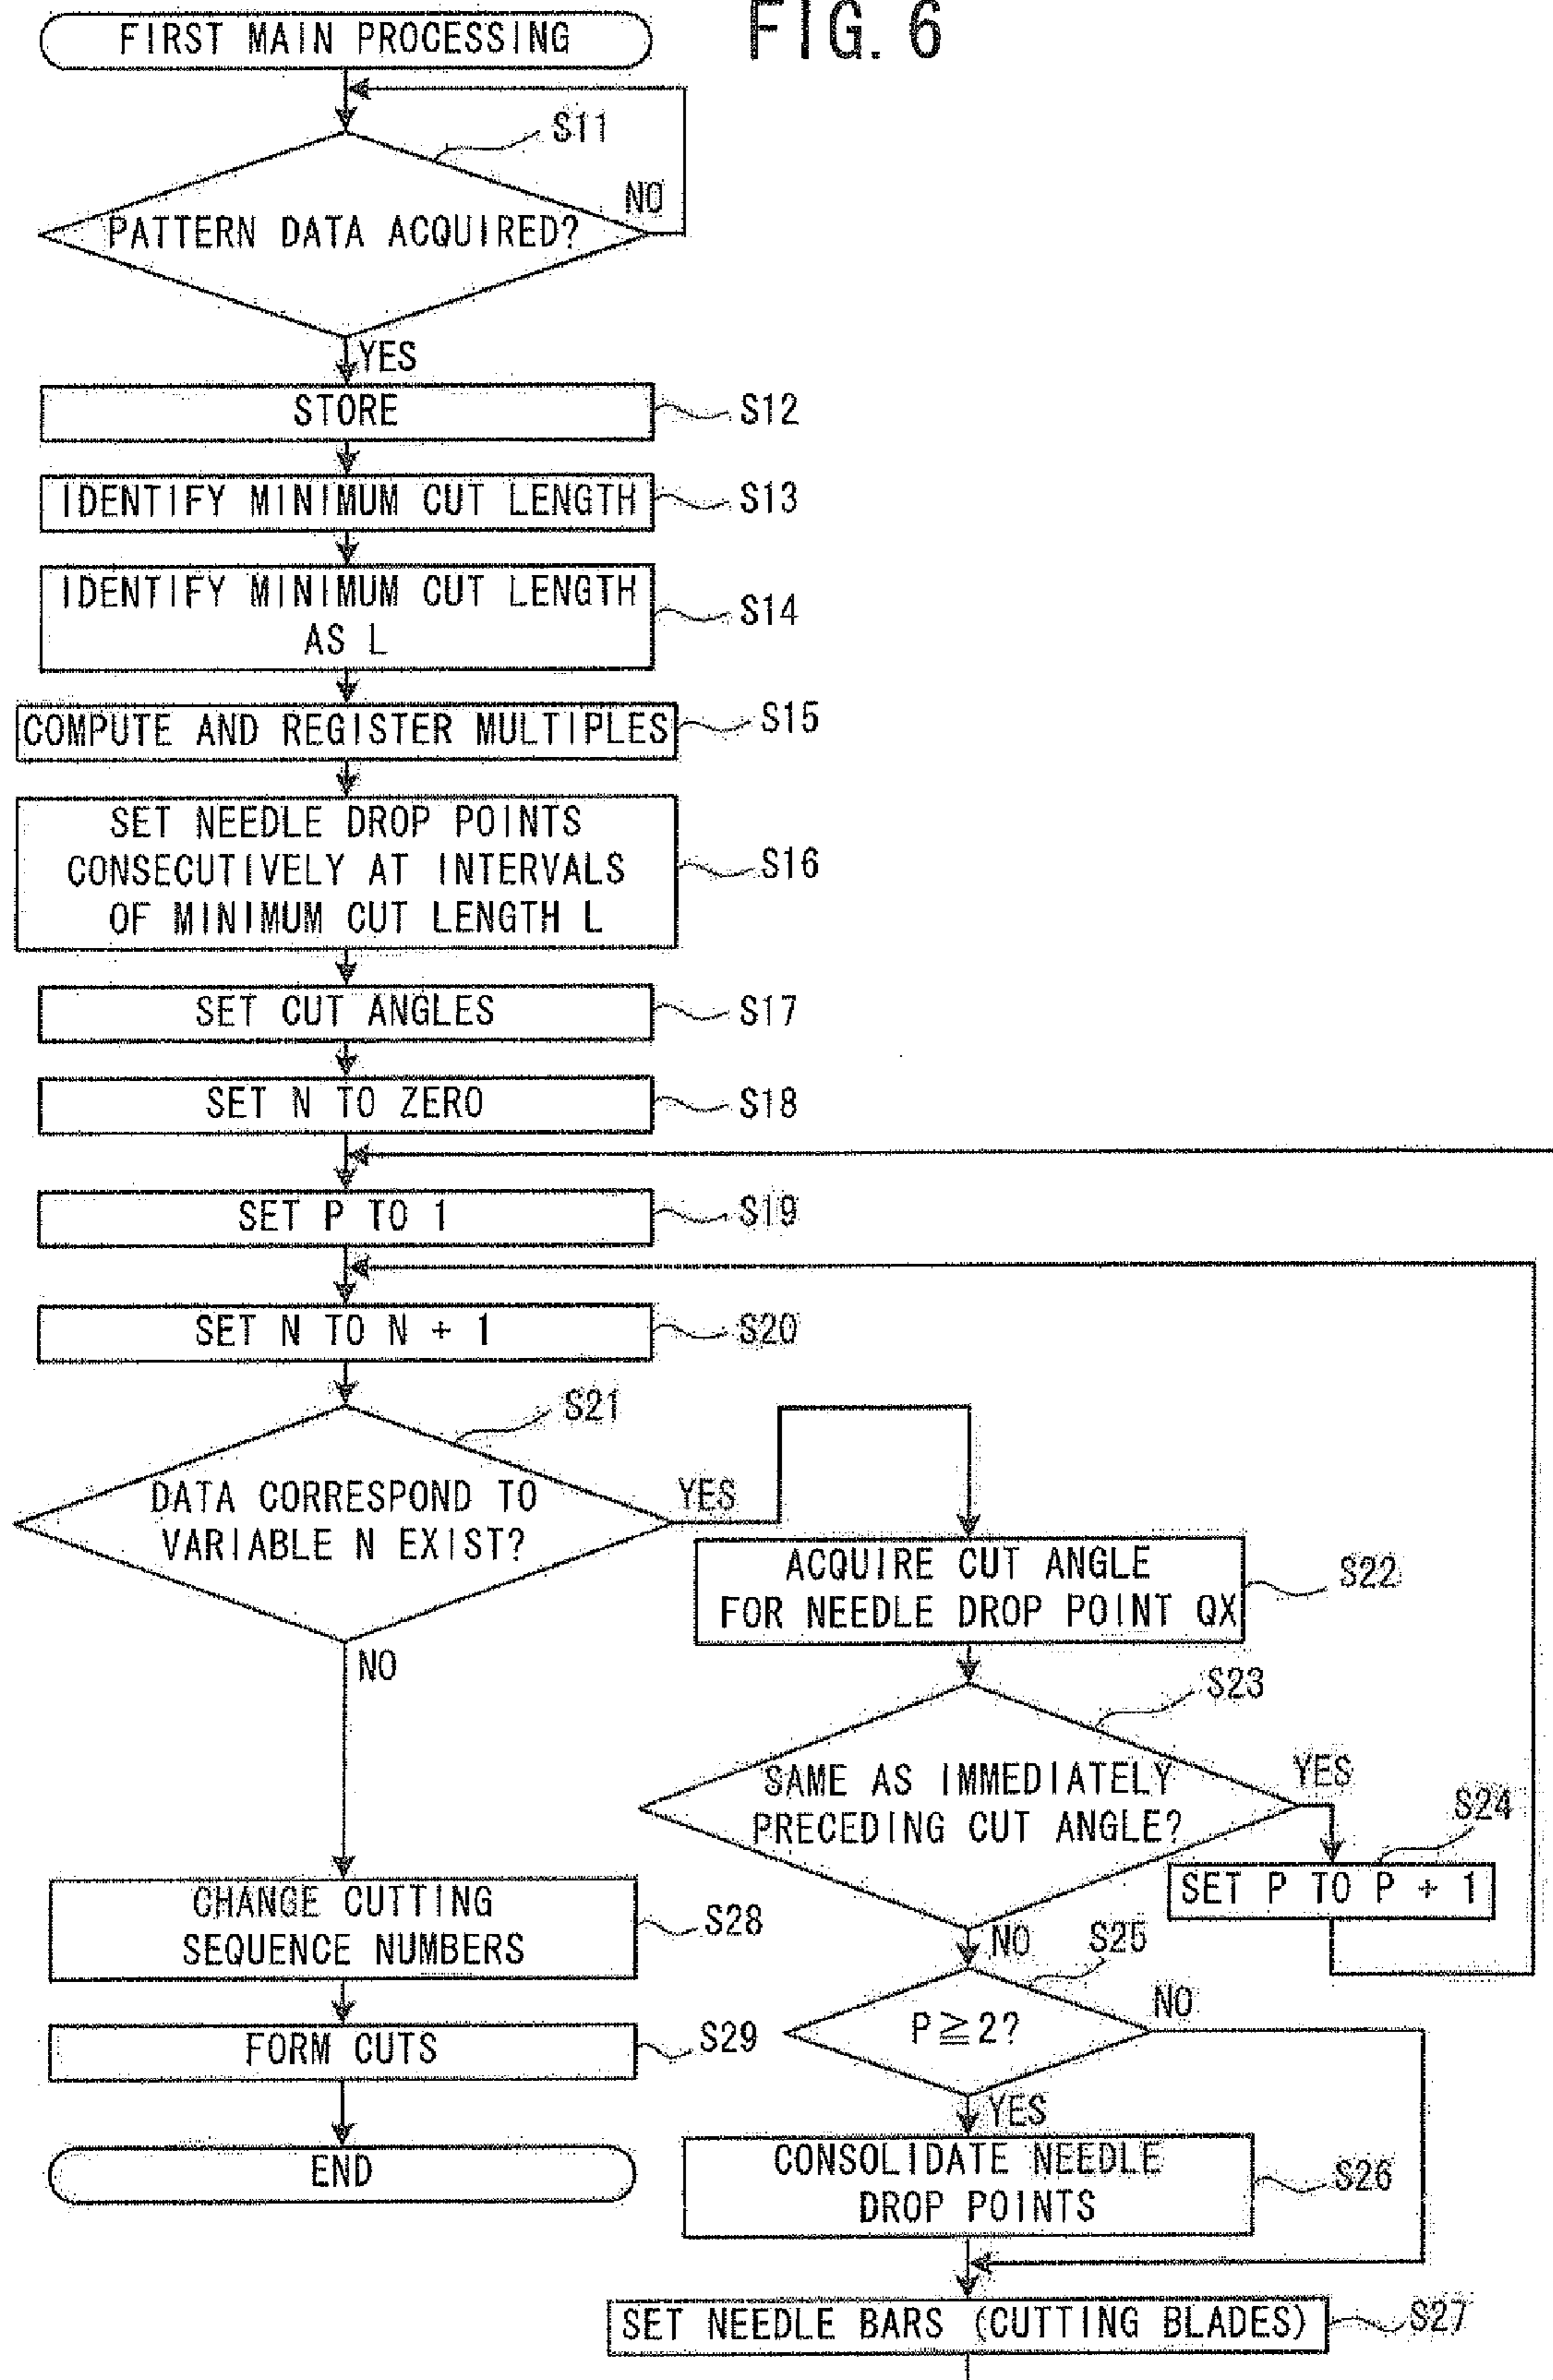 FIG. 6
FIRST MAIN PROCESSING
S11
NO
PATTERN DATA ACQUIRED?
YES
STORE
S12
IDENTIFY MINIMUM CUT LENGTH
S13
IDENTIFY MINIMUM CUT LENGTH
AS L
S14
COMPUTE AND REGISTER MULTIPLES
S15
SET NEEDLE DROP POINTS
CONSECUTIVELY AT INTERVALS
OF MINIMUM CUT LENGTH L
S16
SET CUT ANGLES
S17
SET N TO ZERO
S18
SET P TO 1
S19
SET N TO N + 1
S20
S21
DATA CORRESPOND TO
VARIABLE N EXIST?
YES
NO
ACQUIRE CUT ANGLE
FOR NEEDLE DROP POINT QX
S22
S23
SAME AS IMMEDIATELY
PRECEDING CUT ANGLE?
YES
S24
SET P TO P + 1
NO
S25
P≧2?
NO
YES
CONSOLIDATE NEEDLE
DROP POINTS
S26
SET NEEDLE BARS (CUTTING BLADES)
S27
CHANGE CUTTING
SEQUENCE NUMBERS
S28
FORM CUTS
S29
END